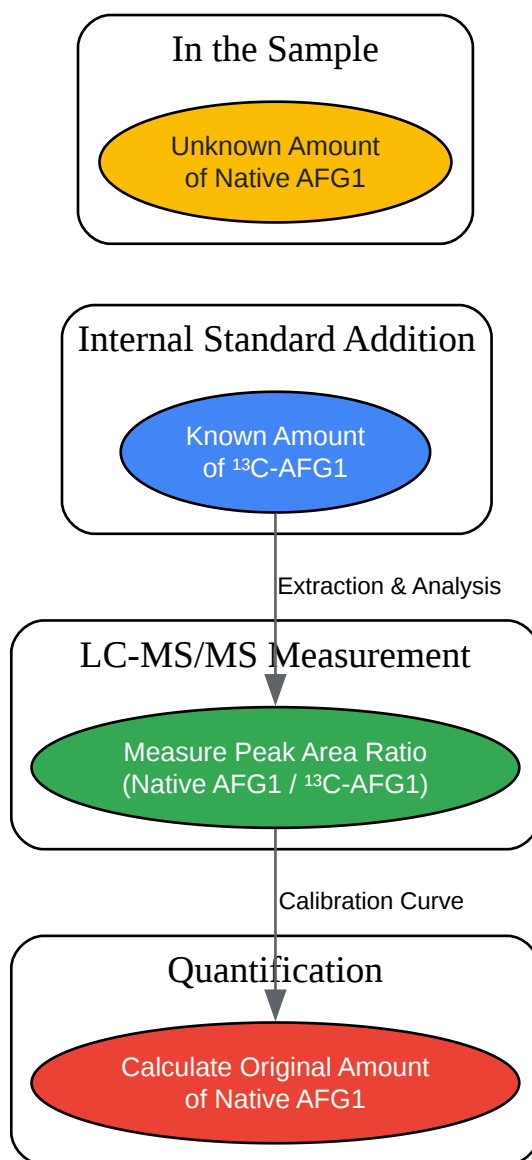 In the Sample
Unknown Amount
of Native AFG1
Internal Standard Addition
Known Amount
of ¹³C-AFG1
Extraction & Analysis
LC-MS/MS Measurement
Measure Peak Area Ratio
(Native AFG1 / ¹³C-AFG1)
Calibration Curve
Quantification
Calculate Original Amount
of Native AFG1